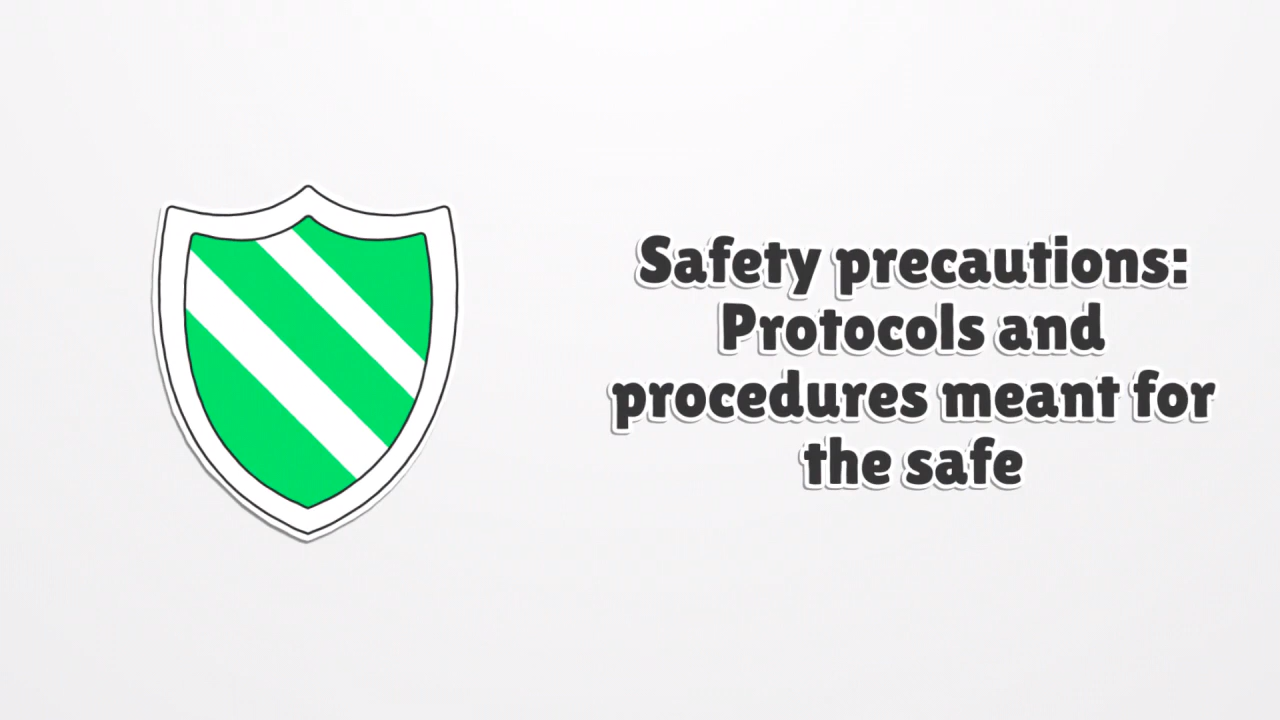 Safety precautions:
Protocols and
procedures meant for
the safe